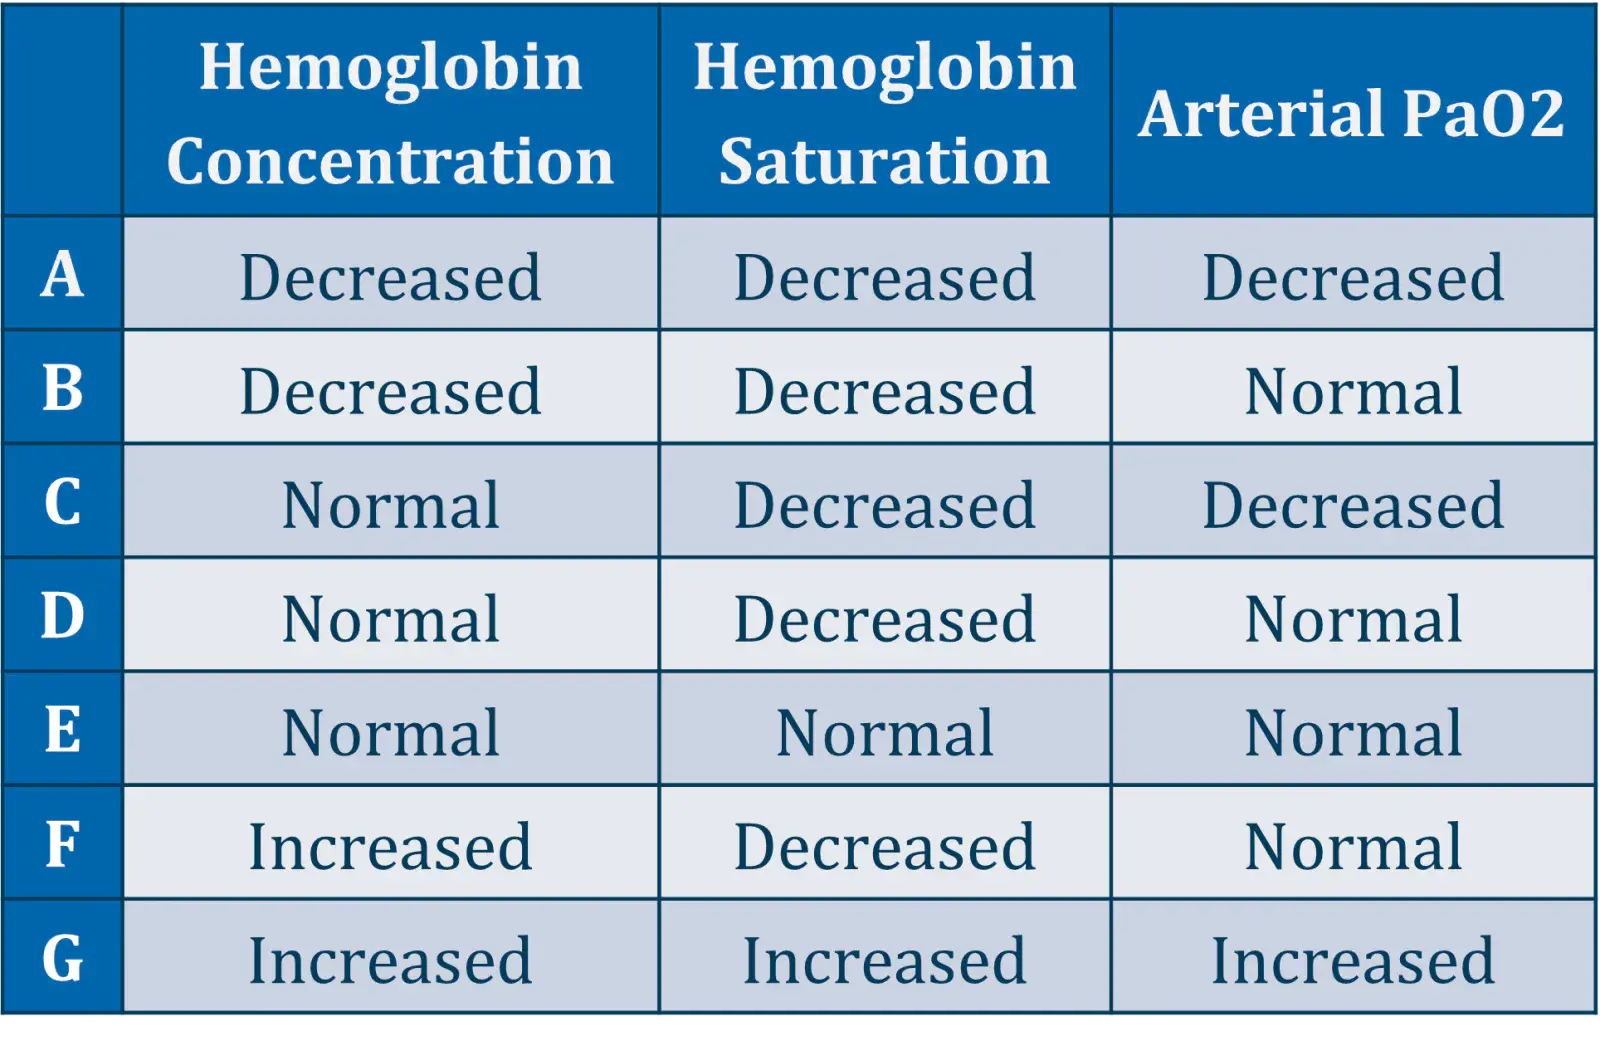 Hemoglobin Concentration Hemoglobin Saturation Arterial PaO2
A Decreased Decreased Decreased
B Decreased Decreased Normal
C Normal Decreased Decreased
D Normal Decreased Normal
E Normal Normal Normal
F Increased Decreased Normal
G Increased Increased Increased